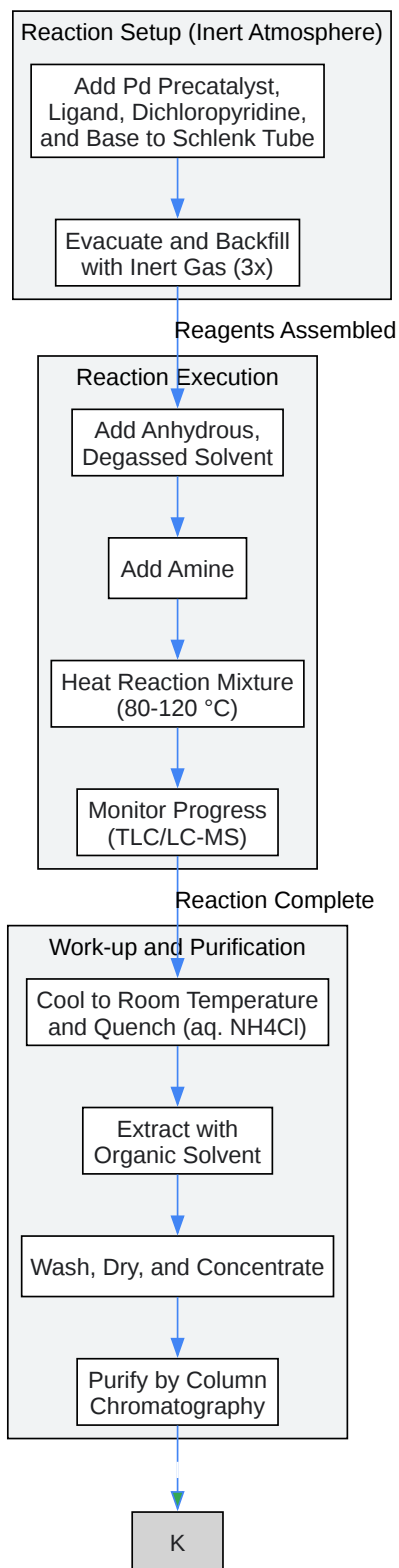 Reaction Setup (Inert Atmosphere)
Add Pd Precatalyst,
Ligand, Dichloropyridine,
and Base to Schlenk Tube
Evacuate and Backfill
with Inert Gas (3x)
Reagents Assembled
Reaction Execution
Add Anhydrous,
Degassed Solvent
Add Amine
Heat Reaction Mixture
(80-120 °C)
Monitor Progress
(TLC/LC-MS)
Reaction Complete
Work-up and Purification
Cool to Room Temperature
and Quench (aq. NH4Cl)
Extract with
Organic Solvent
Wash, Dry, and Concentrate
Purify by Column
Chromatography
K